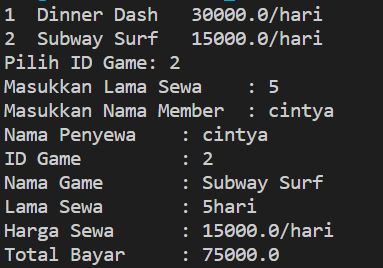 1  Dinner Dash   30000.0/hari
2  Subway Surf   15000.0/hari
Pilih ID Game: 2
Masukkan Lama Sewa    : 5
Masukkan Nama Member  : cintya
Nama Penyewa    : cintya
ID Game         : 2
Nama Game       : Subway Surf
Lama Sewa       : 5hari
Harga Sewa      : 15000.0/hari
Total Bayar     : 75000.0